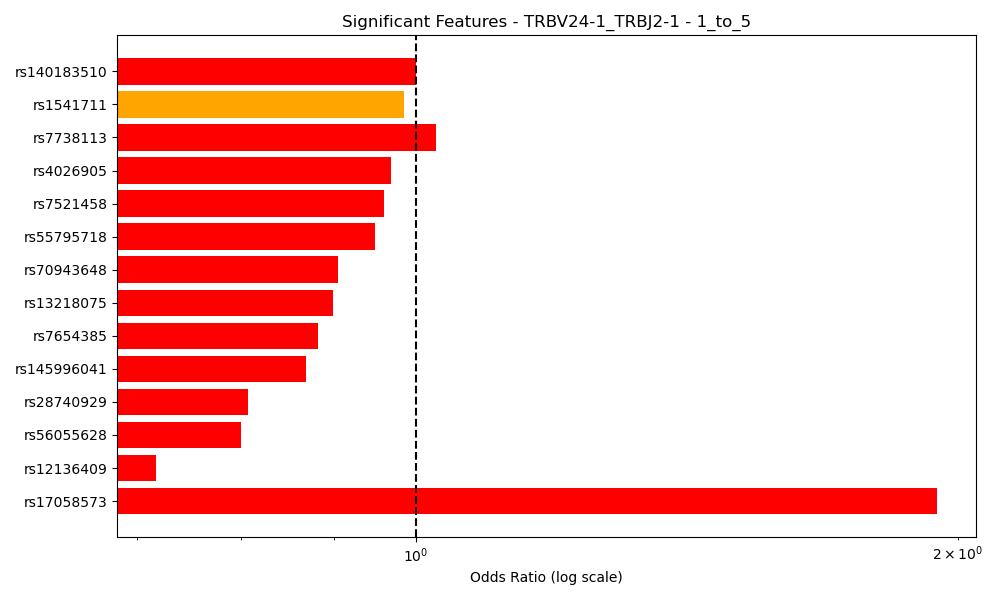 Significant Features - TRBV24-1_TRBJ2-1 - 1_to_5
rs140183510
rs1541711
rs7738113
rs4026905
rs7521458
rs55795718
rs70943648
rs13218075
rs7654385
rs145996041
rs28740929
rs56055628
rs12136409
rs17058573
10⁰
2 × 10⁰
Odds Ratio (log scale)